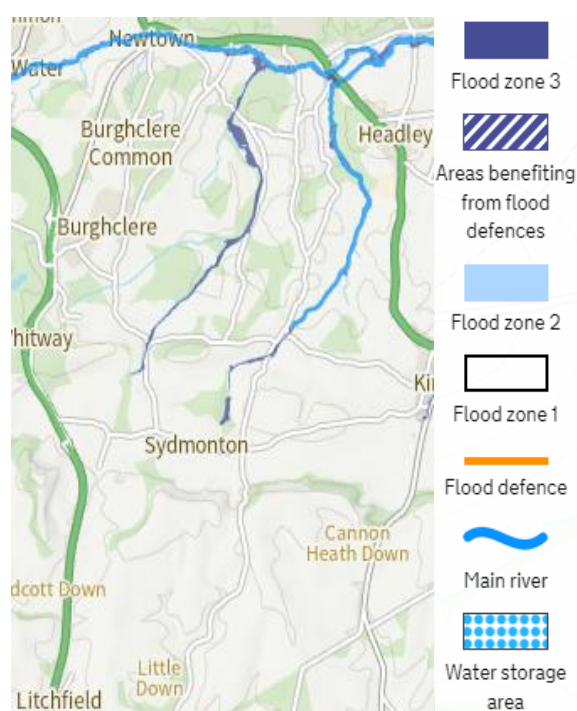 Newtown
Water
Burghclere
Common
Headley
Burghclere
hitway
Sydmonton
Cannon
Heath Down
dcott Down
Little
Down
Litchfield
Flood zone 3
Areas benefiting
from flood
defences
Flood zone 2
Flood zone 1
Flood defence
Main river
Water storage
area